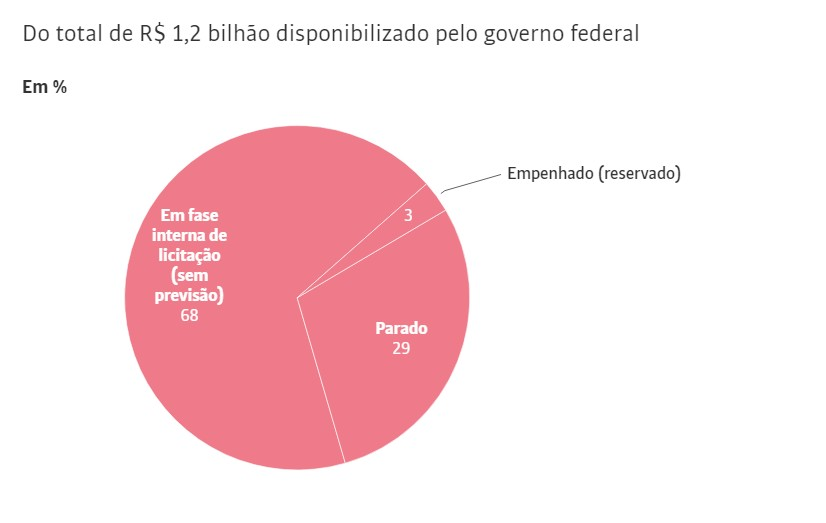 Do total de R$ 1,2 bilhão disponibilizado pelo governo federal
Em %
Empenhado (reservado)
3
Em fase
interna de
licitação
(sem
previsão)
68
Parado
29